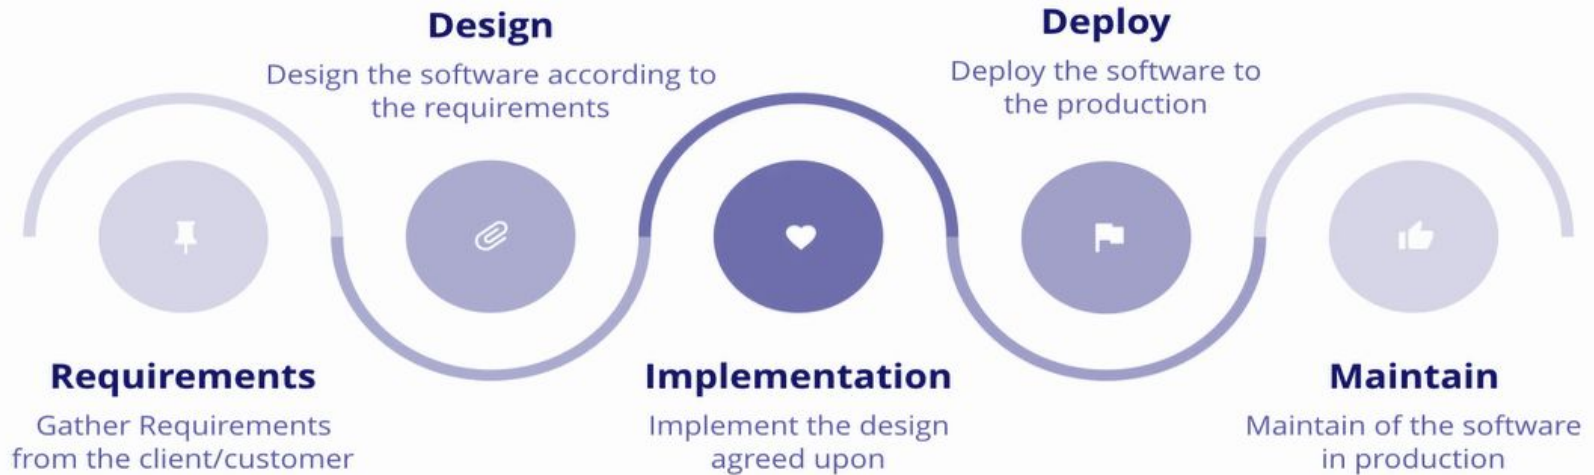 Requirements
Gather Requirements
from the client/customer
Design
Design the software according to
the requirements
Implementation
Implement the design
agreed upon
Deploy
Deploy the software to
the production
Maintain
Maintain of the software
in production